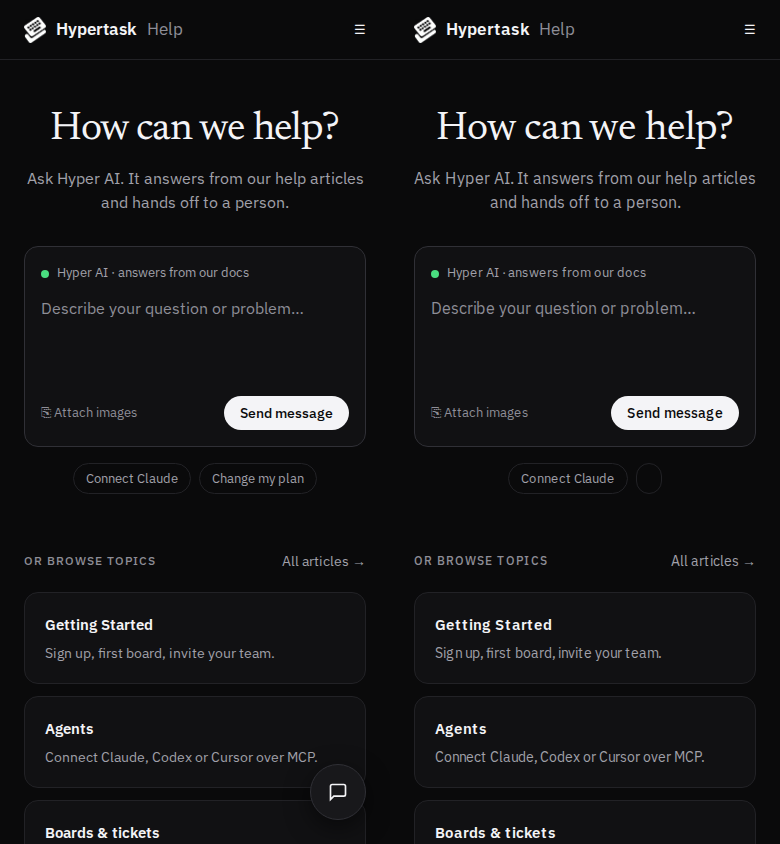 Hypertask Help ☰
How can we help?
Ask Hyper AI. It answers from our help articles
and hands off to a person.
Hyper AI · answers from our docs
Describe your question or problem...
⎘ Attach images
Send message
Connect Claude
Change my plan
OR BROWSE TOPICS
All articles →
Getting Started
Sign up, first board, invite your team.
Agents
Connect Claude, Codex or Cursor over MCP.
Boards & tickets
Hypertask Help ☰
How can we help?
Ask Hyper AI. It answers from our help articles
and hands off to a person.
Hyper AI · answers from our docs
Describe your question or problem...
⎘ Attach images
Send message
Connect Claude
OR BROWSE TOPICS
All articles →
Getting Started
Sign up, first board, invite your team.
Agents
Connect Claude, Codex or Cursor over MCP.
Boards & tickets